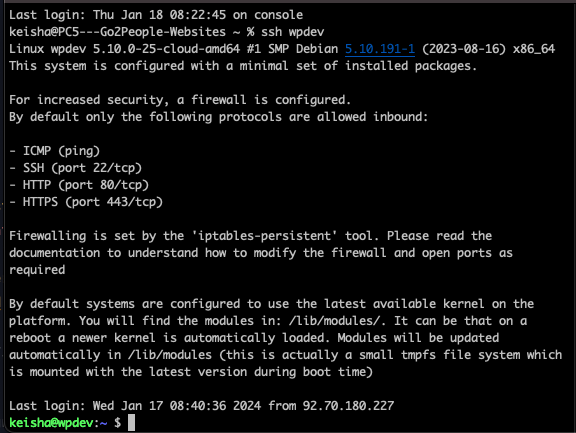 Last login: Thu Jan 18 08:22:45 on console
keisha@PC5---Go2People-Websites ~ % ssh wpdev
Linux wpdev 5.10.0-25-cloud-amd64 #1 SMP Debian 5.10.191-1 (2023-08-16) x86_64
This system is configured with a minimal set of installed packages.

For increased security, a firewall is configured.
By default only the following protocols are allowed inbound:

- ICMP (ping)
- SSH (port 22/tcp)
- HTTP (port 80/tcp)
- HTTPS (port 443/tcp)

Firewalling is set by the 'iptables-persistent' tool. Please read the
documentation to understand how to modify the firewall and open ports as
required

By default systems are configured to use the latest available kernel on the
platform. You will find the modules in: /lib/modules/. It can be that on a
reboot a newer kernel is automatically loaded. Modules will be updated
automatically in /lib/modules (this is actually a small tmpfs file system which
is mounted with the latest version during boot time)

Last login: Wed Jan 17 08:40:36 2024 from 92.70.180.227
keisha@wpdev:~ $